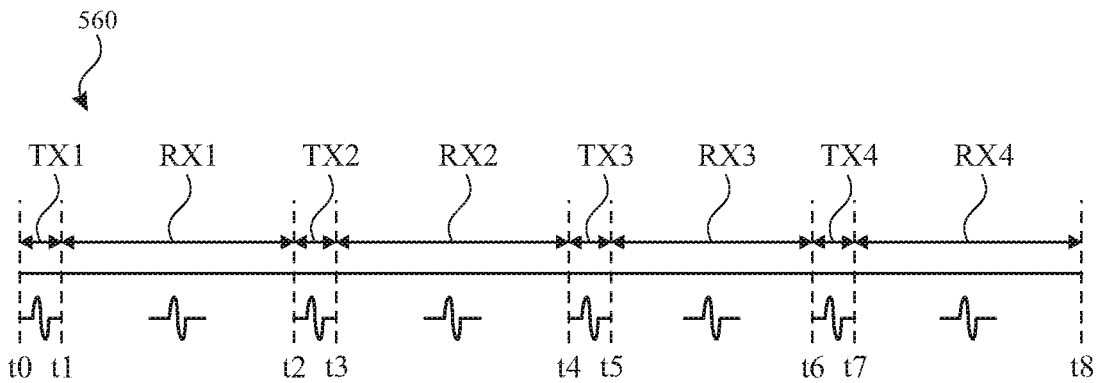 560
TX1 RX1 TX2 RX2 TX3 RX3 TX4 RX4
t0 t1 t2 t3 t4 t5 t6 t7 t8